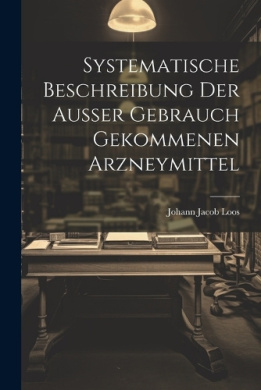 Systematische
Beschreibung Der
Ausser Gebrauch
Gekommenen
Arzneymittel
Johann Jacob Loos